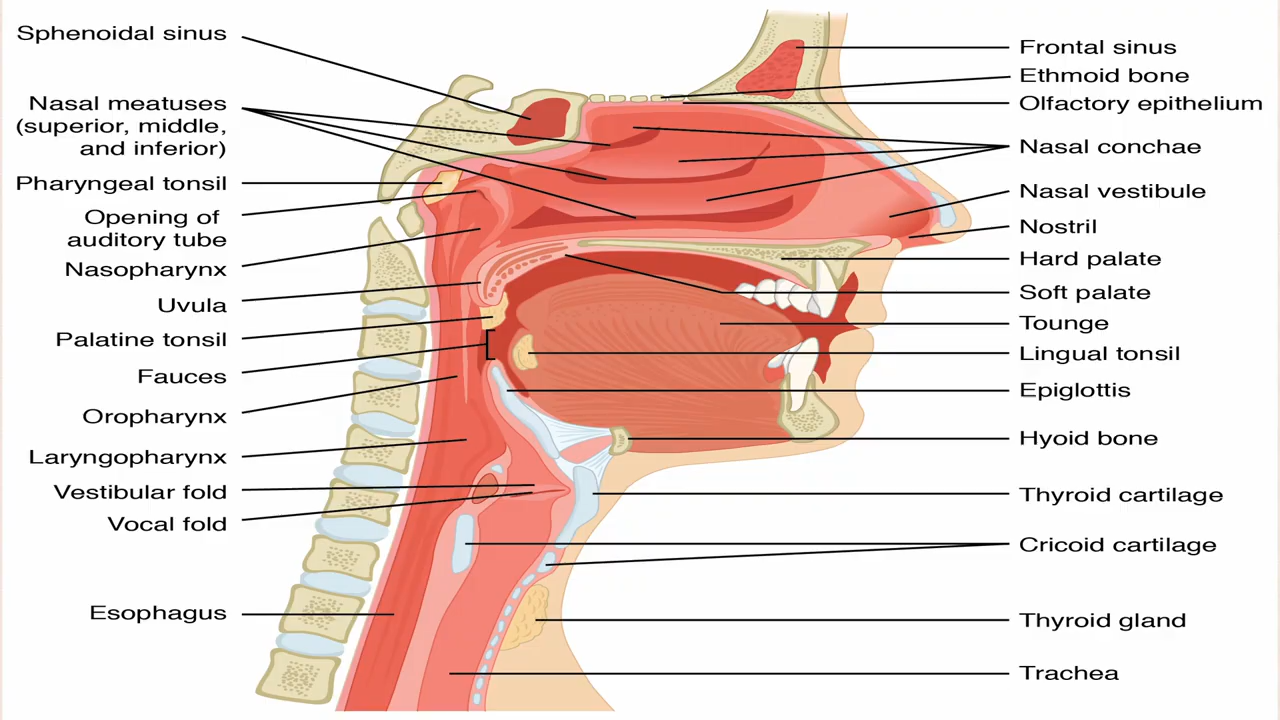 Sphenoidal sinus
Nasal meatuses
(superior, middle,
and inferior)
Pharyngeal tonsil
Opening of
auditory tube
Nasopharynx
Uvula
Palatine tonsil
Fauces
Oropharynx
Laryngopharynx
Vestibular fold
Vocal fold
Esophagus
Frontal sinus
Ethmoid bone
Olfactory epithelium
Nasal conchae
Nasal vestibule
Nostril
Hard palate
Soft palate
Tounge
Lingual tonsil
Epiglottis
Hyoid bone
Thyroid cartilage
Cricoid cartilage
Thyroid gland
Trachea